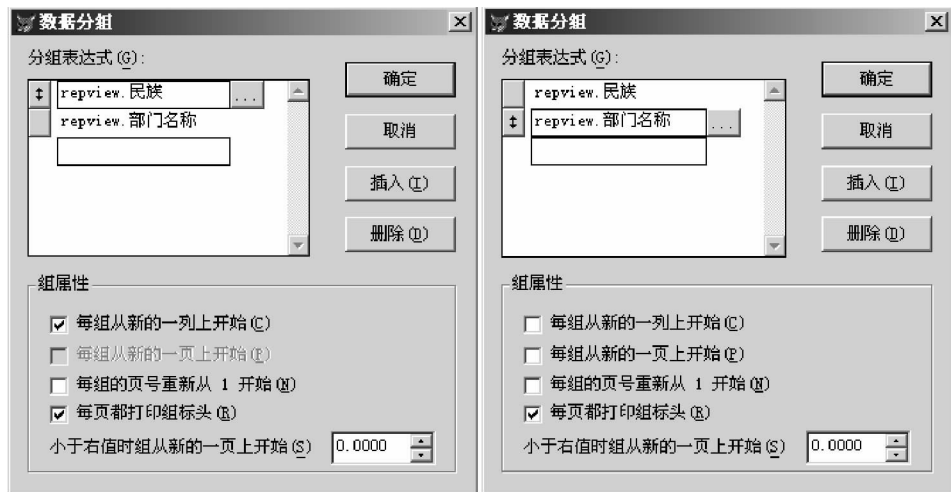 数据分组
分组表达式(G):
repview.民族
...
repview.部门名称
确定
取消
插入(I)
删除(D)
组属性
每组从新的一列上开始(C)
每组从新的一页上开始(P)
每组的页号重新从 1 开始(N)
每页都打印组标头(R)
小于右值时组从新的一页上开始(S)
0.0000
数据分组
分组表达式(G):
repview.民族
repview.部门名称
...
确定
取消
插入(I)
删除(D)
组属性
每组从新的一列上开始(C)
每组从新的一页上开始(P)
每组的页号重新从 1 开始(N)
每页都打印组标头(R)
小于右值时组从新的一页上开始(S)
0.0000